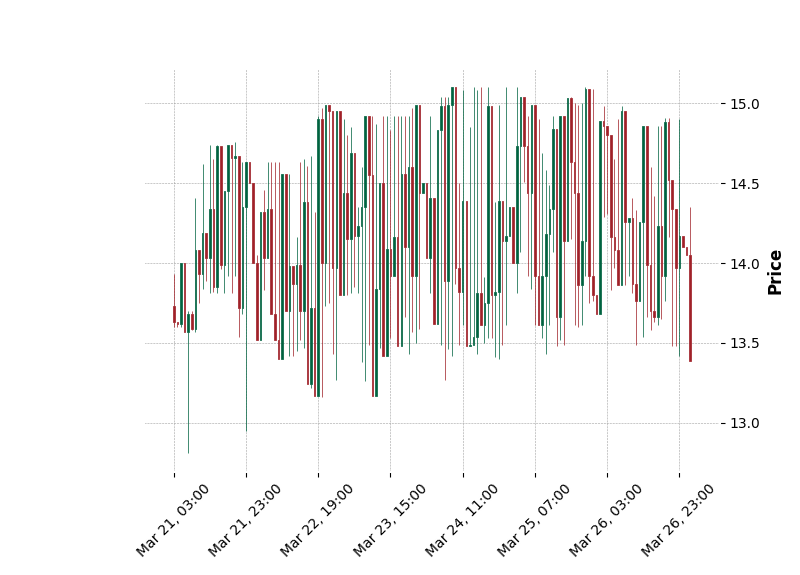 15.0
14.5
14.0
13.5
13.0
Price
Mar 21, 03:00
Mar 21, 23:00
Mar 22, 19:00
Mar 23, 15:00
Mar 24, 11:00
Mar 25, 07:00
Mar 26, 03:00
Mar 26, 23:00